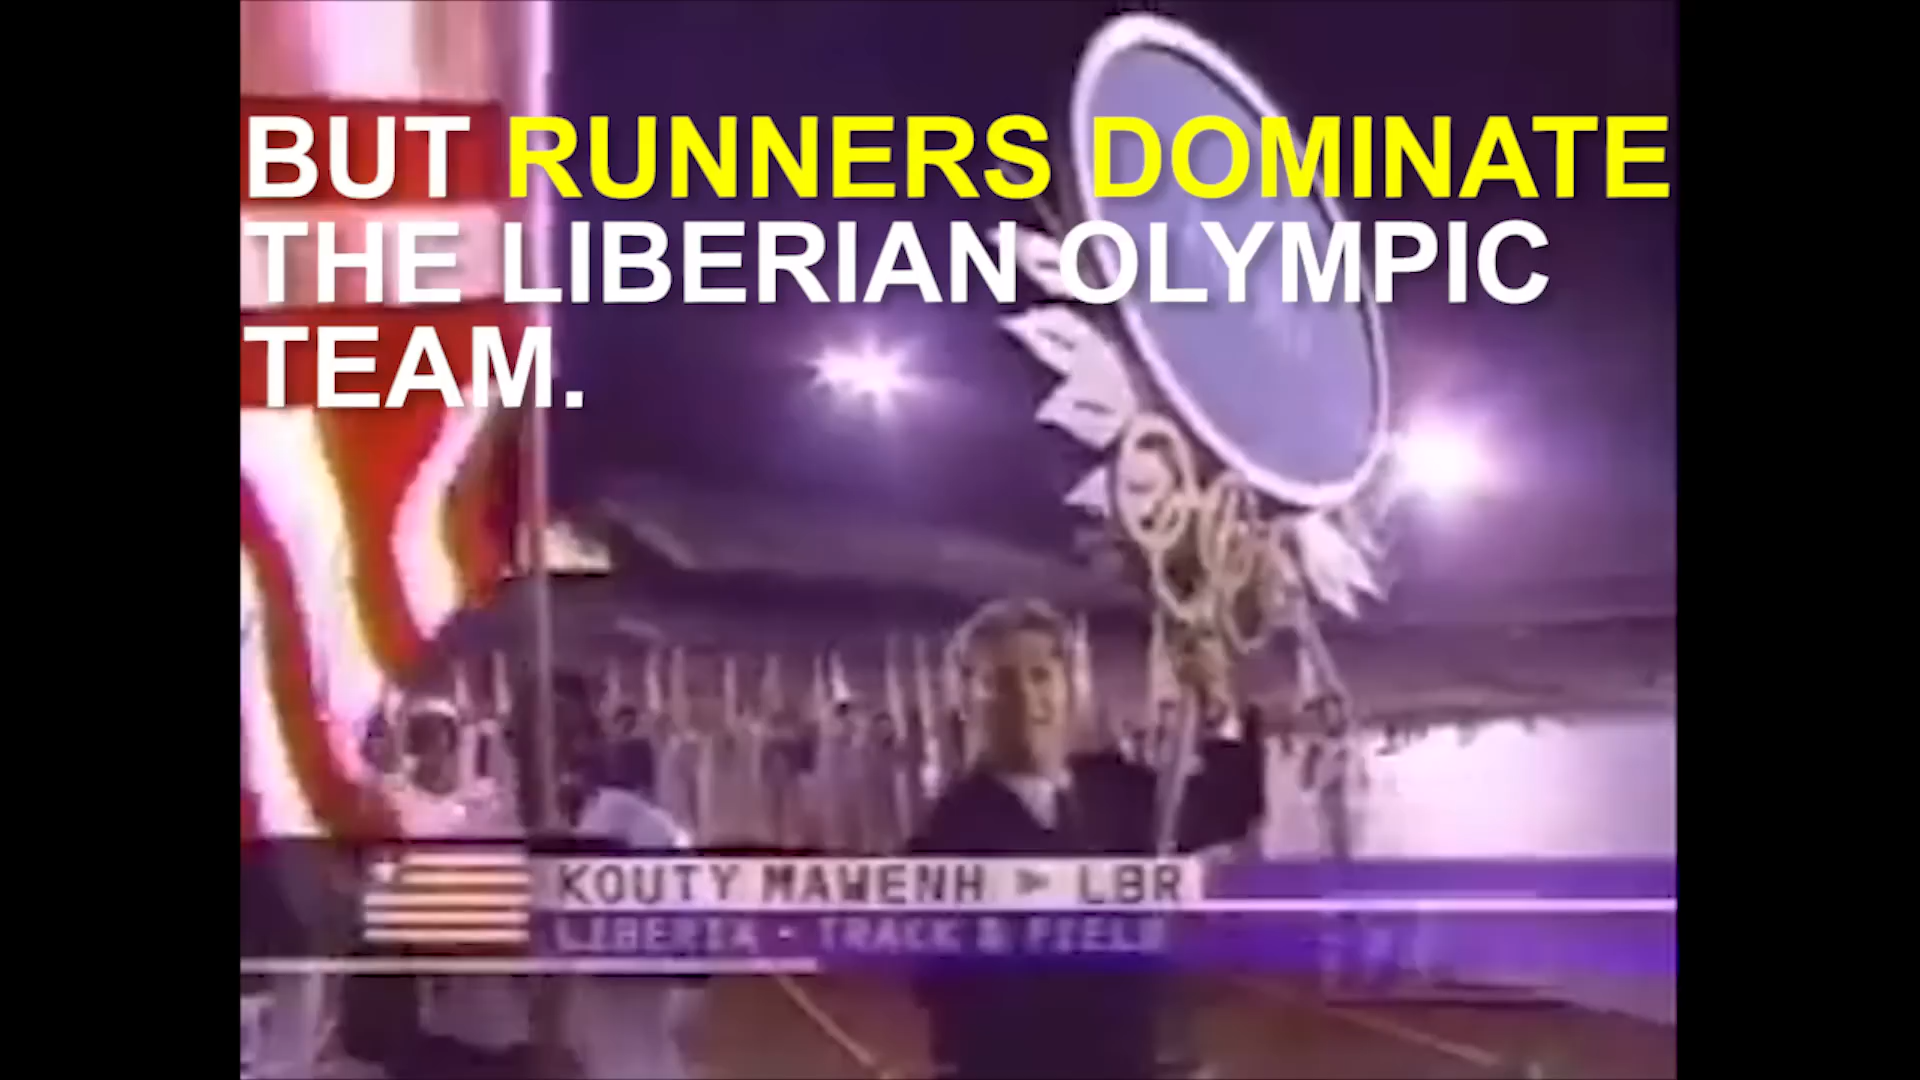 BUT RUNNERS DOMINATE
THE LIBERIAN OLYMPIC
TEAM.
KOUTY MAWENH > LBR
LIBERIA - TRACK & FIELD